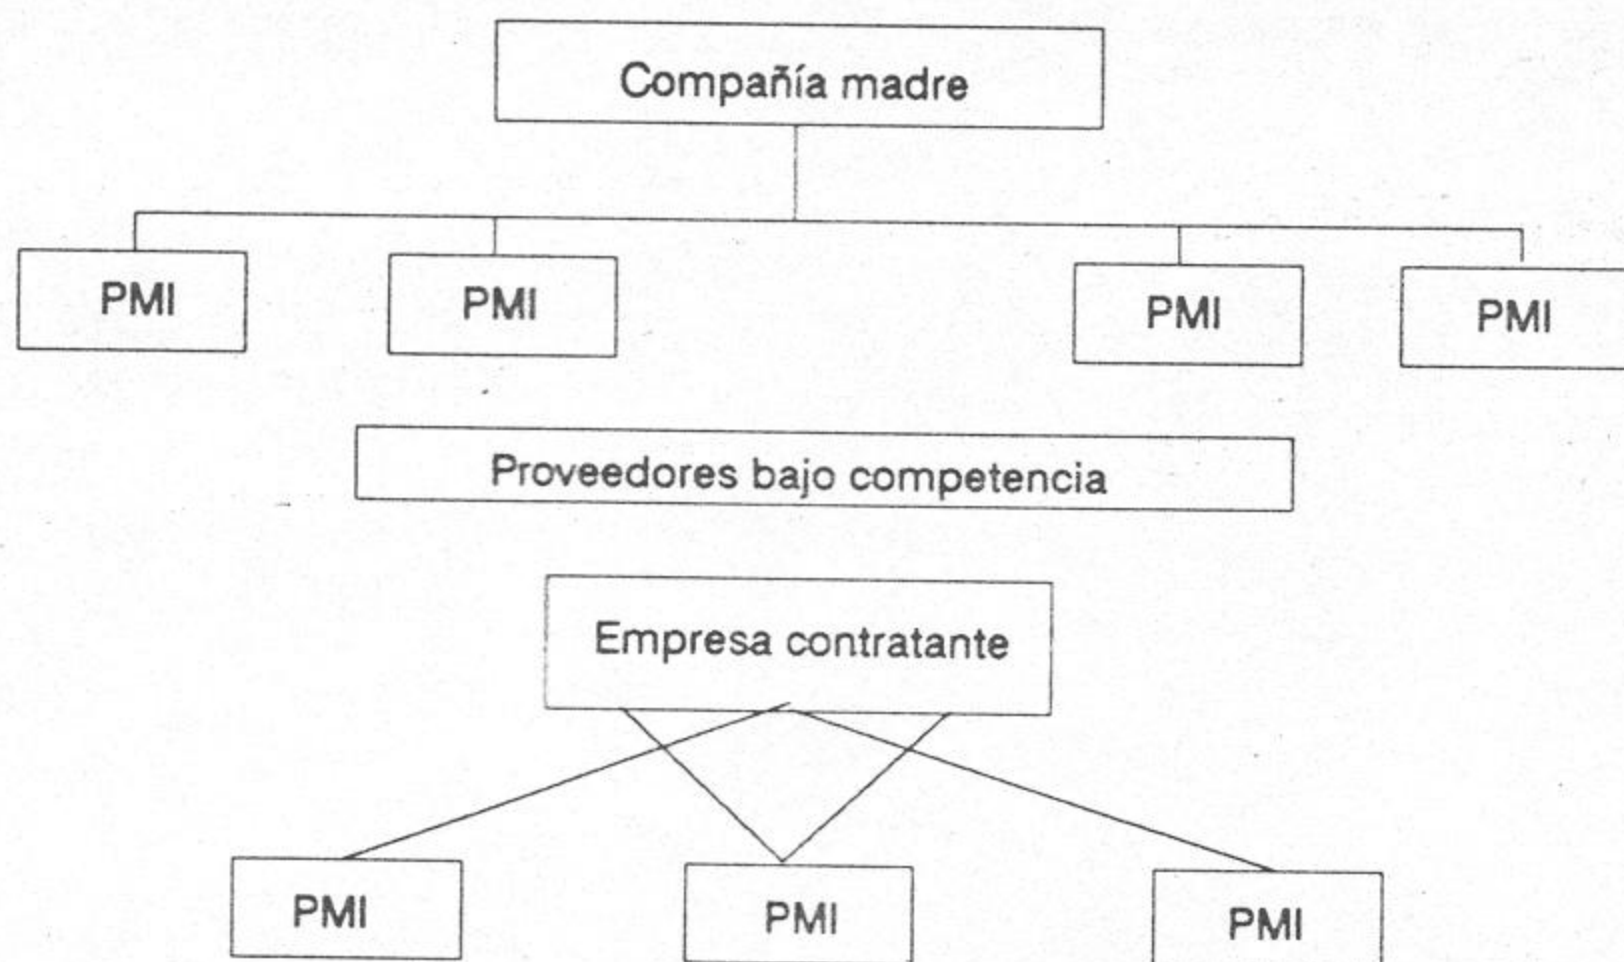 Compañía madre
PMI PMI PMI PMI
Proveedores bajo competencia
Empresa contratante
PMI PMI PMI